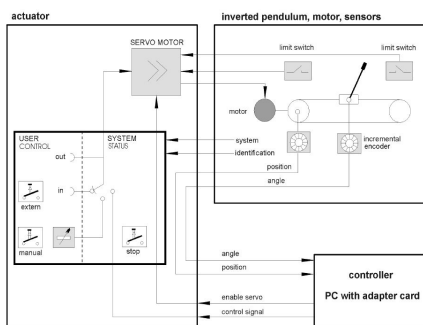 actuator
inverted pendulum, motor, sensors
SERVO MOTOR
limit switch
limit switch
motor
USER CONTROL
SYSTEM STATUS
system
identification
incremental encoder
out
position
angle
in
extern
manual
stop
angle
position
controller
PC with adapter card
enable servo
control signal